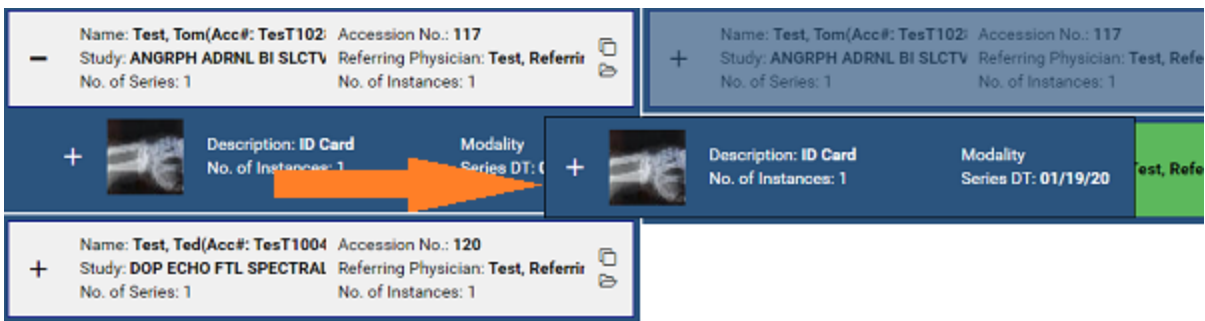 Name: Test, Tom(Acc#: TesT102
Accession No.: 117
Study: ANGRPH ADRNL BI SLCTV
Referring Physician: Test, Referrin
No. of Series: 1
No. of Instances: 1
Description: ID Card
Modality
No. of Instances: 1
Series DT: 0
Name: Test, Ted(Acc#: TesT1004
Accession No.: 120
Study: DOP ECHO FTL SPECTRAL
Referring Physician: Test, Referrin
No. of Series: 1
No. of Instances: 1
Name: Test, Tom(Acc#: TesT102
Accession No.: 117
Study: ANGRPH ADRNL BI SLCTV
Referring Physician: Test, Refe
No. of Series: 1
No. of Instances: 1
Description: ID Card
Modality
No. of Instances: 1
Series DT: 01/19/20
Test, Refe